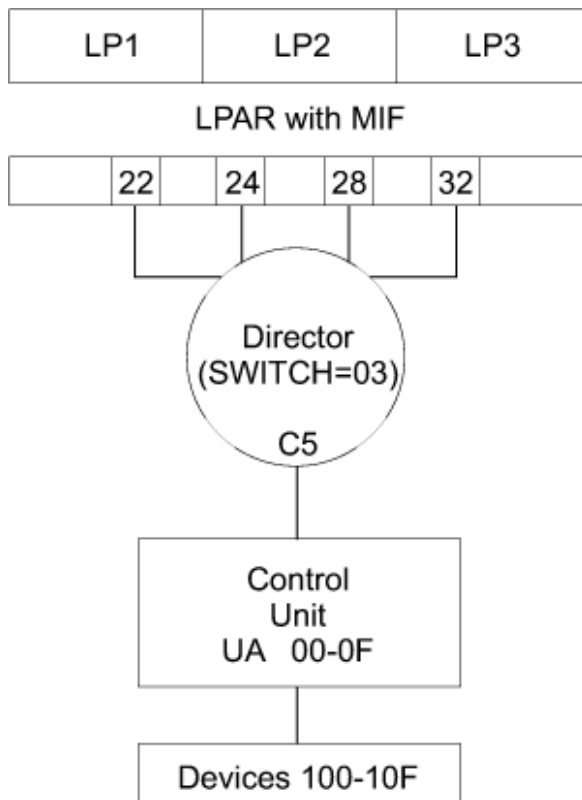 LP1 LP2 LP3
LPAR with MIF
22 24 28 32
Director
(SWITCH=03)
C5
Control
Unit
UA 00-0F
Devices 100-10F